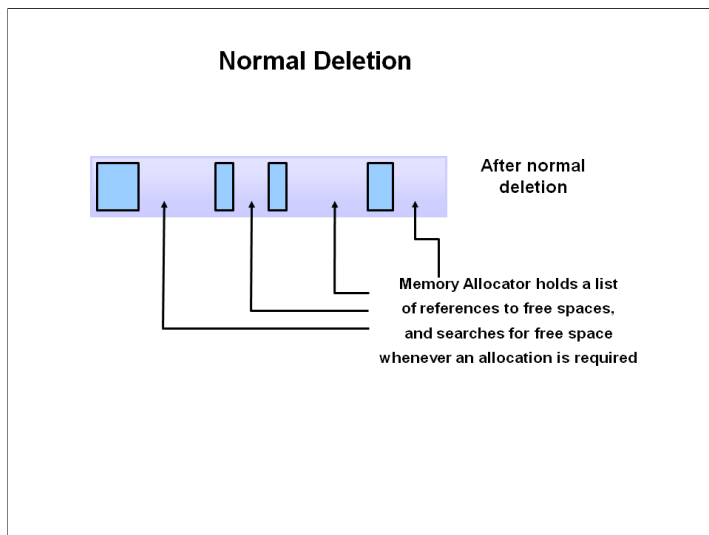 Normal Deletion
After normal
deletion
Memory Allocator holds a list
of references to free spaces,
and searches for free space
whenever an allocation is required